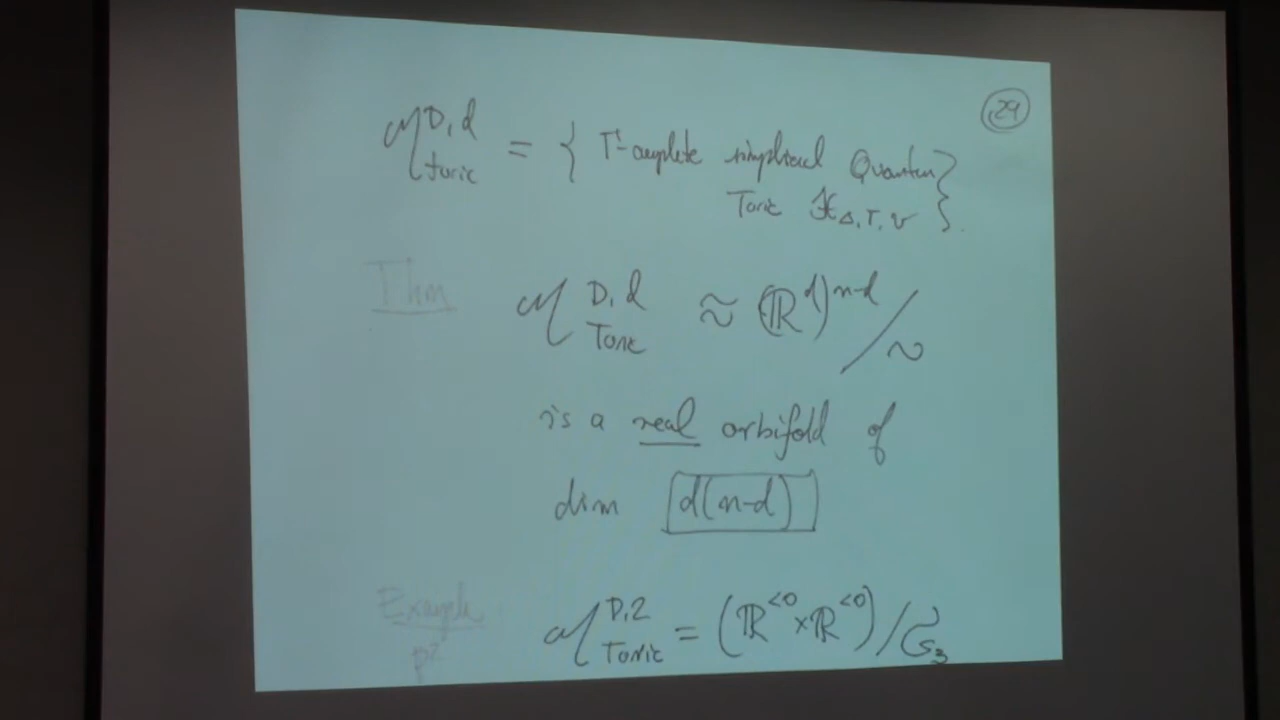 29
M^{D,d}_{toric} = { Γ-complete simplicial Quantum
Toric X_{Δ,Γ,v} }.
Thm M^{D,d}_{Toric} ≈ (ℝ^d)^{n-d} / ~
is a real orbifold of
dim d(n-d)
Example M^{D,2}_{Toric} = (ℝ^{<0} × ℝ^{<0}) / G_3
P^2